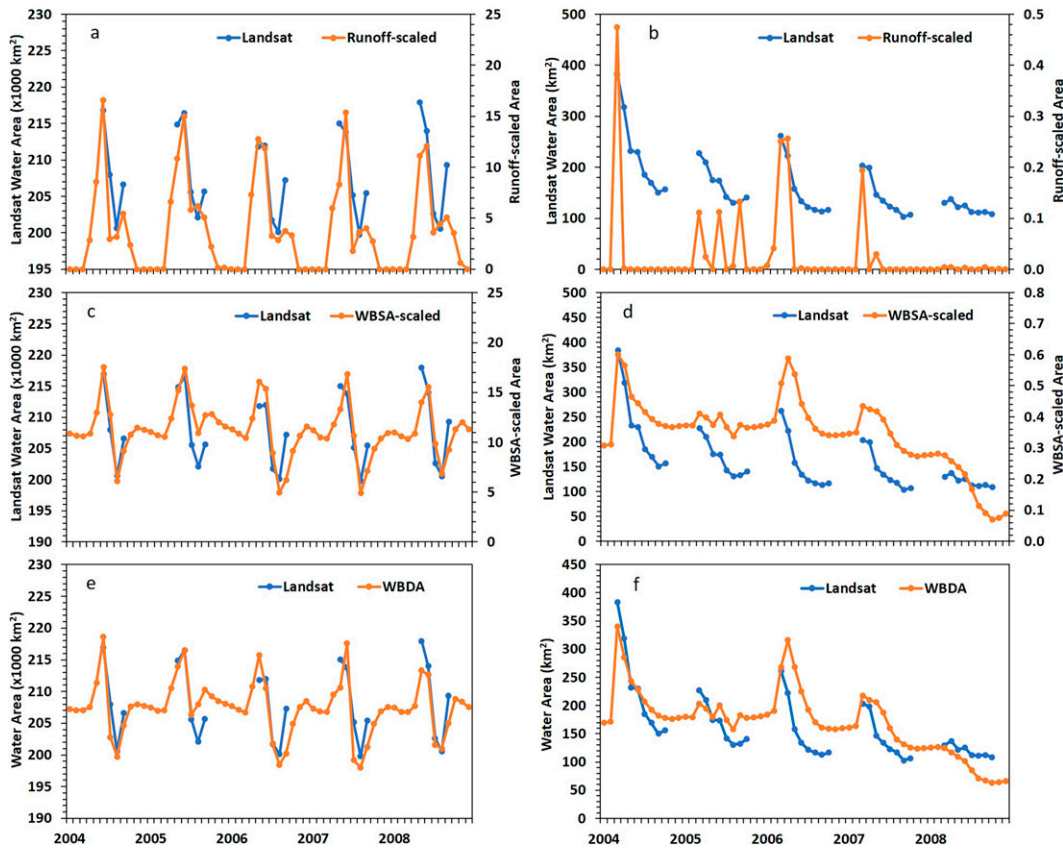 a
Landsat
Runoff-scaled
Landsat Water Area (x1000 km²)
230
225
220
215
210
205
200
195
25
20
15
10
5
0
Runoff-scaled Area
b
Landsat
Runoff-scaled
Landsat Water Area (km²)
500
400
300
200
100
0
0.5
0.4
0.3
0.2
0.1
0.0
Runoff-scaled Area
c
Landsat
WBSA-scaled
Landsat Water Area (x1000 km²)
230
225
220
215
210
205
200
195
190
25
20
15
10
5
0
WBSA-scaled Area
d
Landsat
WBSA-scaled
Landsat Water Area (km²)
500
450
400
350
300
250
200
150
100
50
0
0.8
0.7
0.6
0.5
0.4
0.3
0.2
0.1
0.0
WBSA-scaled Area
e
Landsat
WBDA
Water Area (x1000 km²)
230
225
220
215
210
205
200
195
190
2004 2005 2006 2007 2008
f
Landsat
WBDA
Water Area (km²)
450
400
350
300
250
200
150
100
50
0
2004 2005 2006 2007 2008